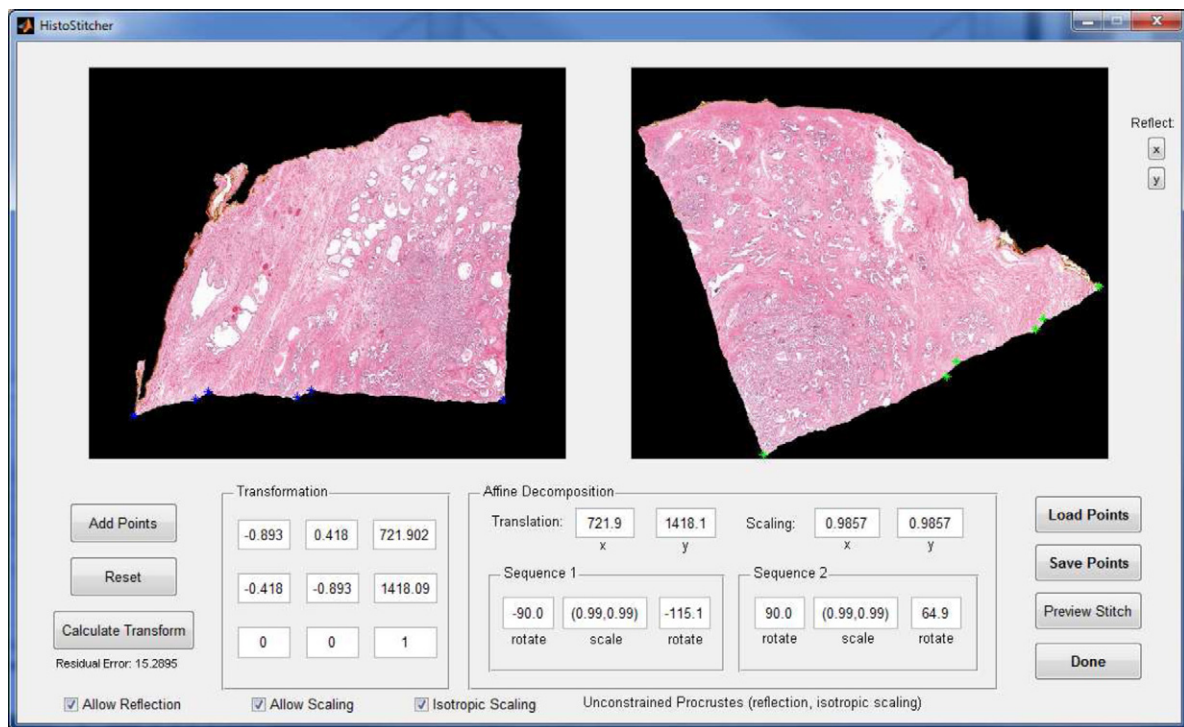 HistoStitcher
Reflect:
x
y
Transformation
-0.893 0.418 721.902
-0.418 -0.893 1418.09
0 0 1
Affine Decomposition
Translation: 721.9 1418.1 Scaling: 0.9857 0.9857
x y x y
Sequence 1
-90.0 (0.99,0.99) -115.1
rotate scale rotate
Sequence 2
90.0 (0.99,0.99) 64.9
rotate scale rotate
Add Points
Reset
Calculate Transform
Residual Error: 15.2895
Load Points
Save Points
Preview Stitch
Done
Allow Reflection Allow Scaling Isotropic Scaling Unconstrained Procrustes (reflection, isotropic scaling)